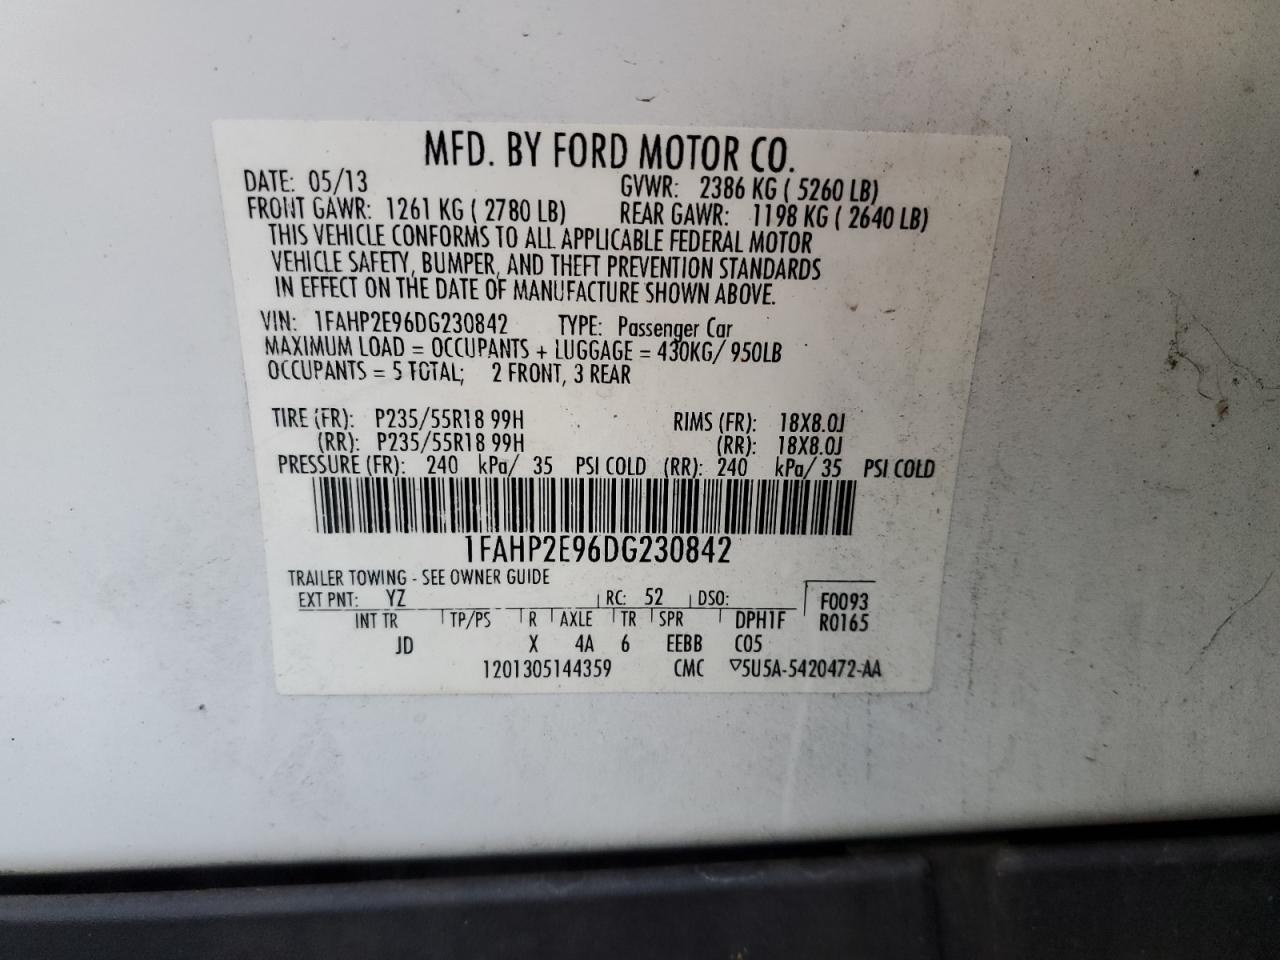 MFD. BY FORD MOTOR CO.
DATE: 05/13 GVWR: 2386 KG ( 5260 LB)
FRONT GAWR: 1261 KG ( 2780 LB) REAR GAWR: 1198 KG ( 2640 LB)
THIS VEHICLE CONFORMS TO ALL APPLICABLE FEDERAL MOTOR
VEHICLE SAFETY, BUMPER, AND THEFT PREVENTION STANDARDS
IN EFFECT ON THE DATE OF MANUFACTURE SHOWN ABOVE.
VIN: 1FAHP2E96DG230842 TYPE: Passenger Car
MAXIMUM LOAD = OCCUPANTS + LUGGAGE = 430KG/ 950LB
OCCUPANTS = 5 TOTAL; 2 FRONT, 3 REAR
TIRE (FR): P235/55R18 99H RIMS (FR): 18X8.0J
(RR): P235/55R18 99H (RR): 18X8.0J
PRESSURE (FR): 240 kPa/ 35 PSI COLD (RR): 240 kPa/ 35 PSI COLD
1FAHP2E96DG230842
TRAILER TOWING - SEE OWNER GUIDE
EXT PNT: YZ RC: 52 DSO: F0093
INT TR TP/PS R AXLE TR SPR DPH1F R0165
JD X 4A 6 EEBB C05
1201305144359 CMC ▽5U5A-5420472-AA